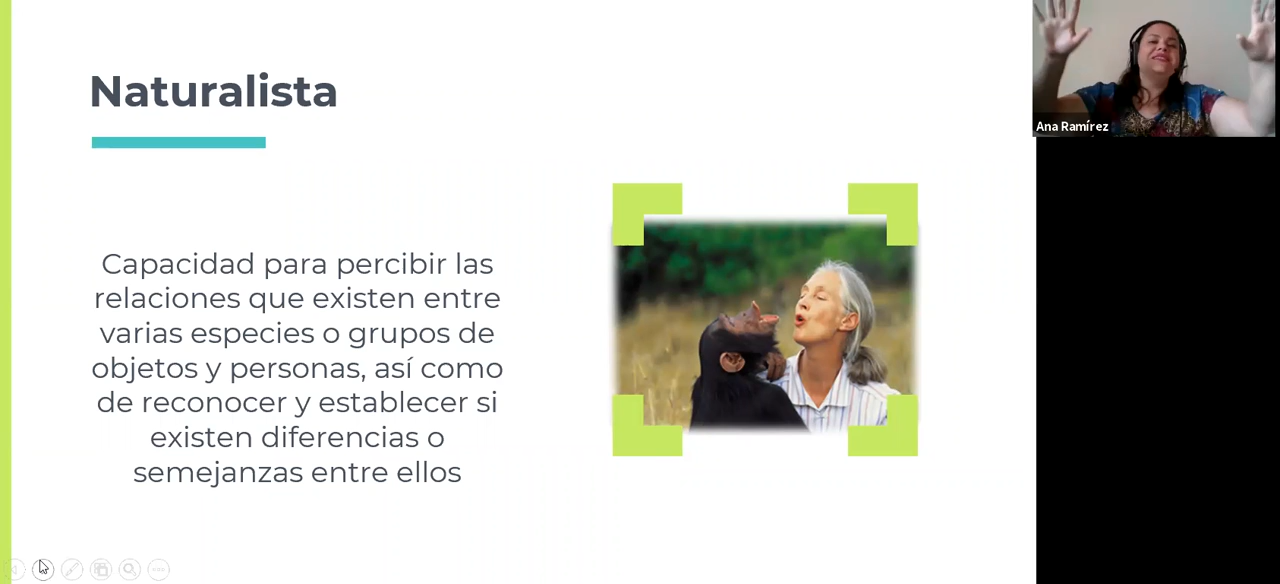 Naturalista
Capacidad para percibir las
relaciones que existen entre
varias especies o grupos de
objetos y personas, así como
de reconocer y establecer si
existen diferencias o
semejanzas entre ellos
Ana Ramírez